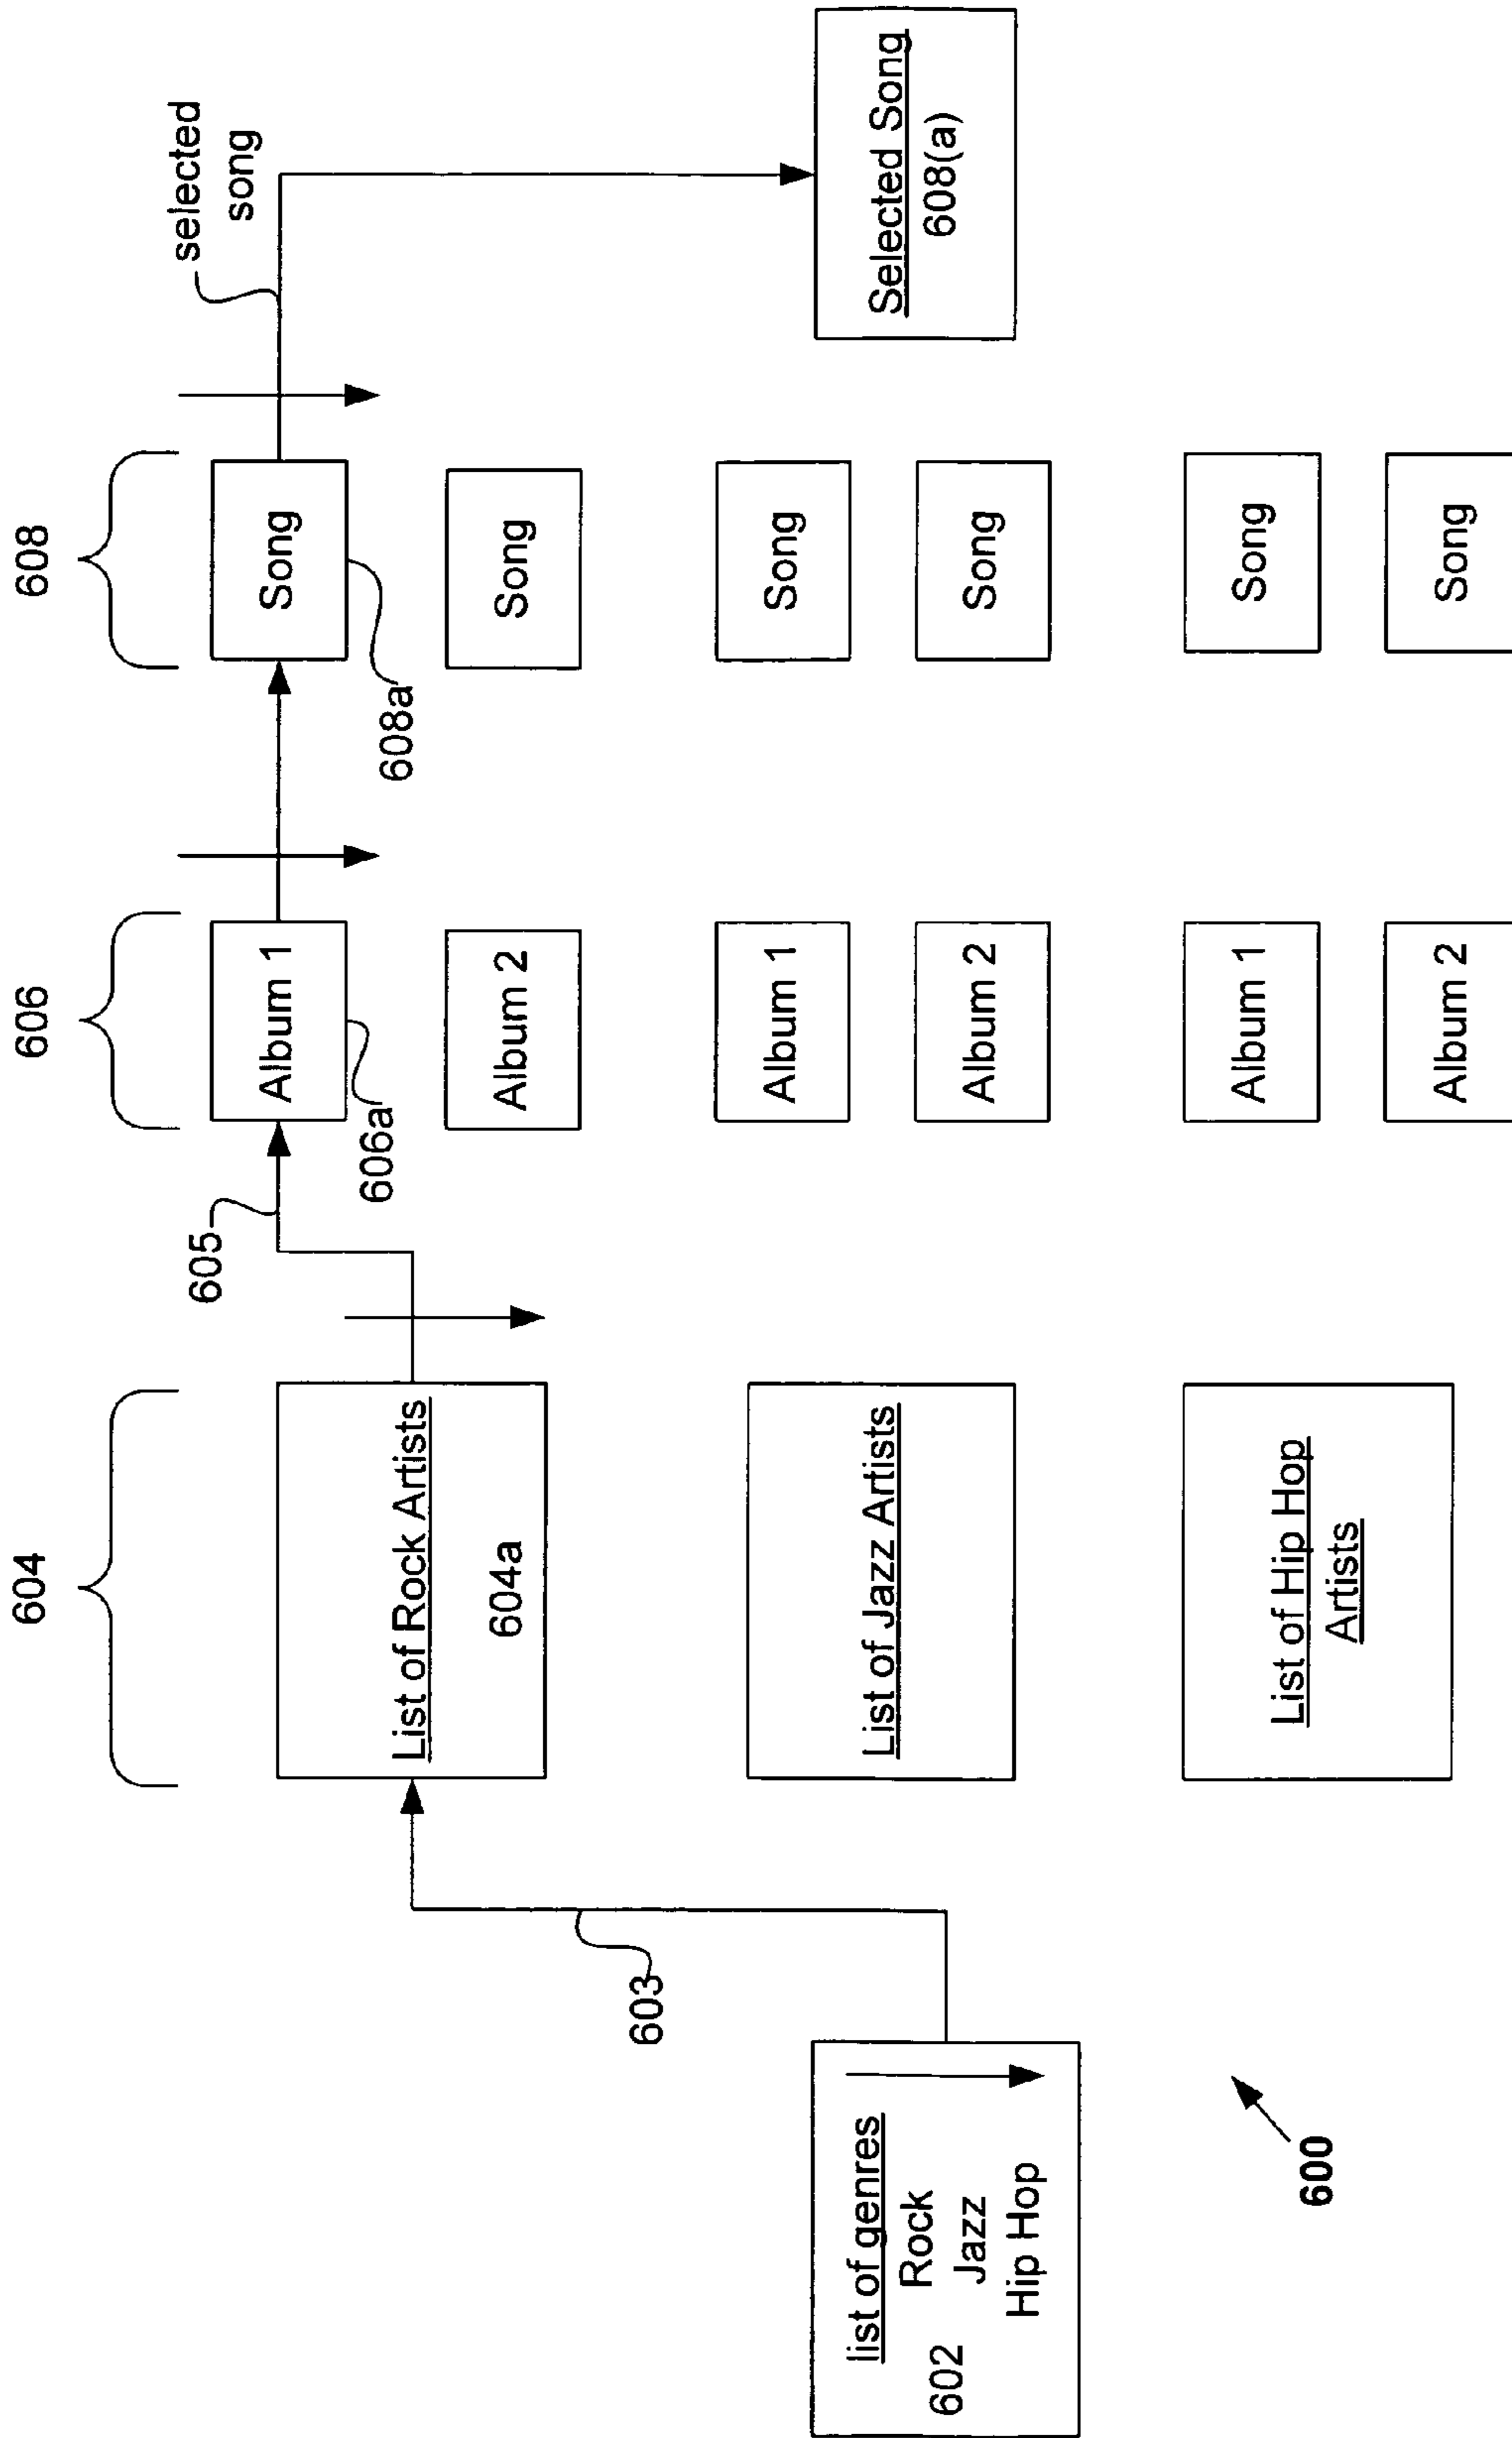 604
606
608
selected
song
605
List of Rock Artists
604a
Album 1
606a
Song
608a
Album 2
Song
603
list of genres
Rock
602
Jazz
Hip Hop
List of Jazz Artists
Album 1
Song
Album 2
Song
Selected Song
608(a)
List of Hip Hop
Artists
Album 1
Song
Album 2
Song
600